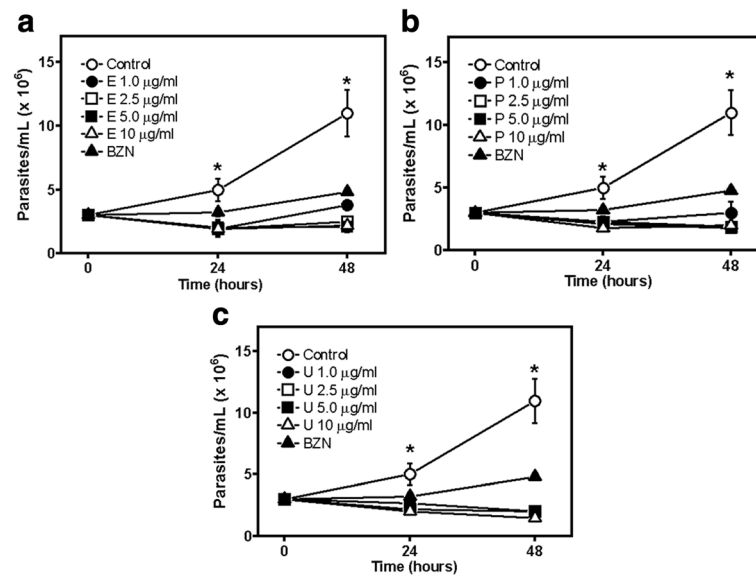 a
Parasites/mL (x 10⁶)
15
10
5
0
Control
E 1.0 μg/ml
E 2.5 μg/ml
E 5.0 μg/ml
E 10 μg/ml
BZN
*
*
0
24
48
Time (hours)
b
Parasites/mL (x 10⁶)
15
10
5
0
Control
P 1.0 μg/ml
P 2.5 μg/ml
P 5.0 μg/ml
P 10 μg/ml
BZN
*
*
0
24
48
Time (hours)
c
Parasites/mL (x 10⁶)
15
10
5
0
Control
U 1.0 μg/ml
U 2.5 μg/ml
U 5.0 μg/ml
U 10 μg/ml
BZN
*
*
0
24
48
Time (hours)